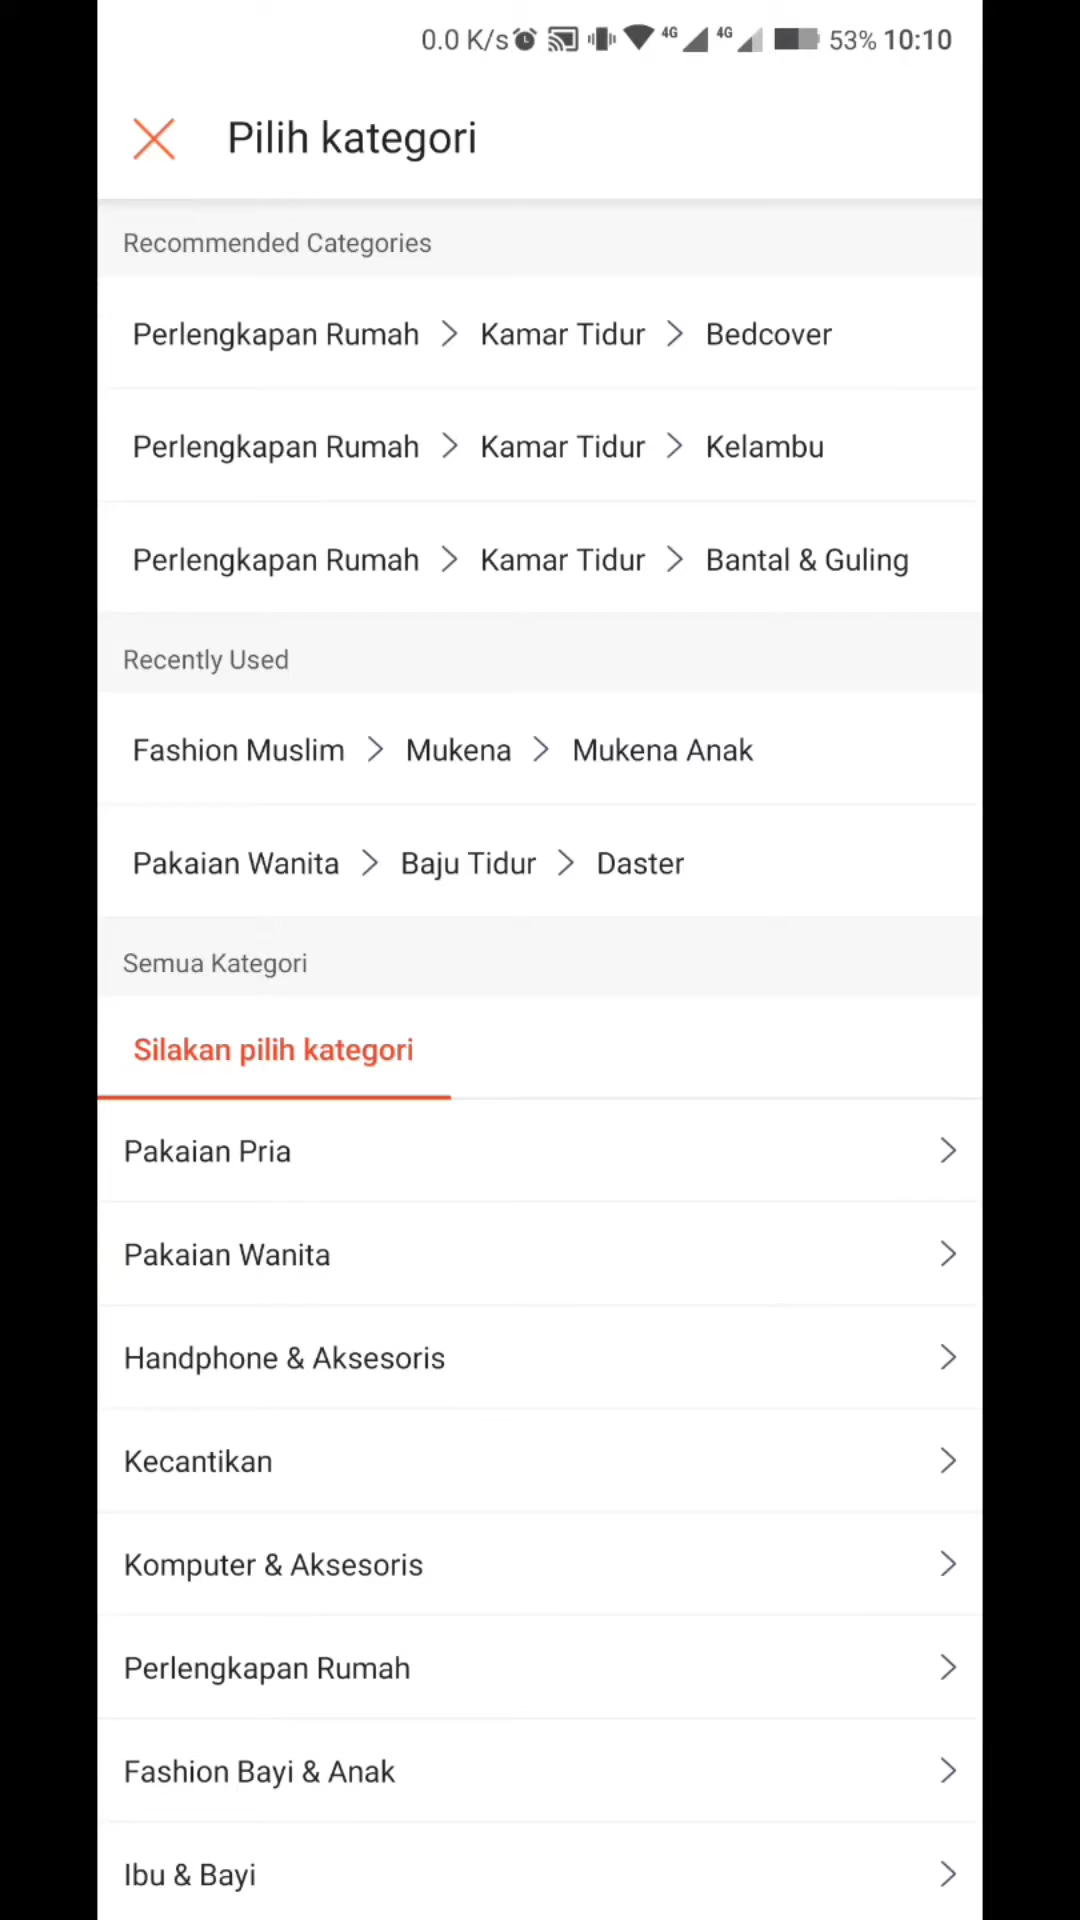 0.0 K/s 4G 4G 53% 10:10
Pilih kategori
Recommended Categories
Perlengkapan Rumah > Kamar Tidur > Bedcover
Perlengkapan Rumah > Kamar Tidur > Kelambu
Perlengkapan Rumah > Kamar Tidur > Bantal & Guling
Recently Used
Fashion Muslim > Mukena > Mukena Anak
Pakaian Wanita > Baju Tidur > Daster
Semua Kategori
Silakan pilih kategori
Pakaian Pria
Pakaian Wanita
Handphone & Aksesoris
Kecantikan
Komputer & Aksesoris
Perlengkapan Rumah
Fashion Bayi & Anak
Ibu & Bayi